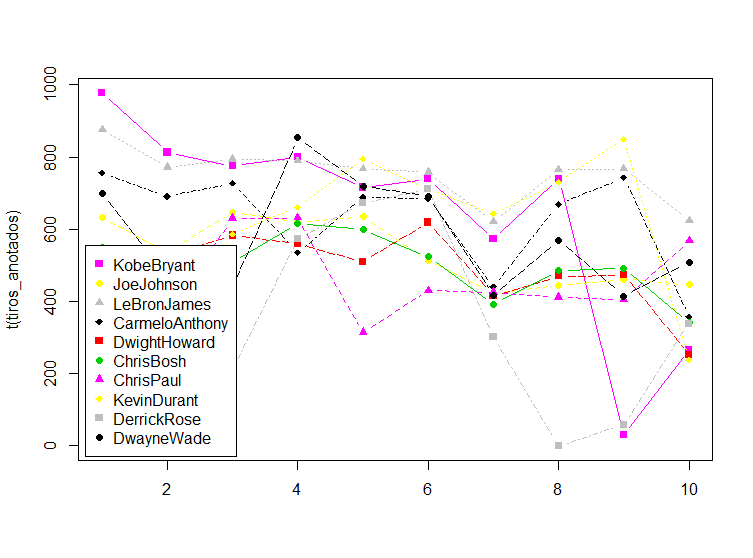 1000
800
600
400
200
0
t(tiros_anotados)
KobeBryant
JoeJohnson
LeBronJames
CarmeloAnthony
DwightHoward
ChrisBosh
ChrisPaul
KevinDurant
DerrickRose
DwayneWade
2 4 6 8 10